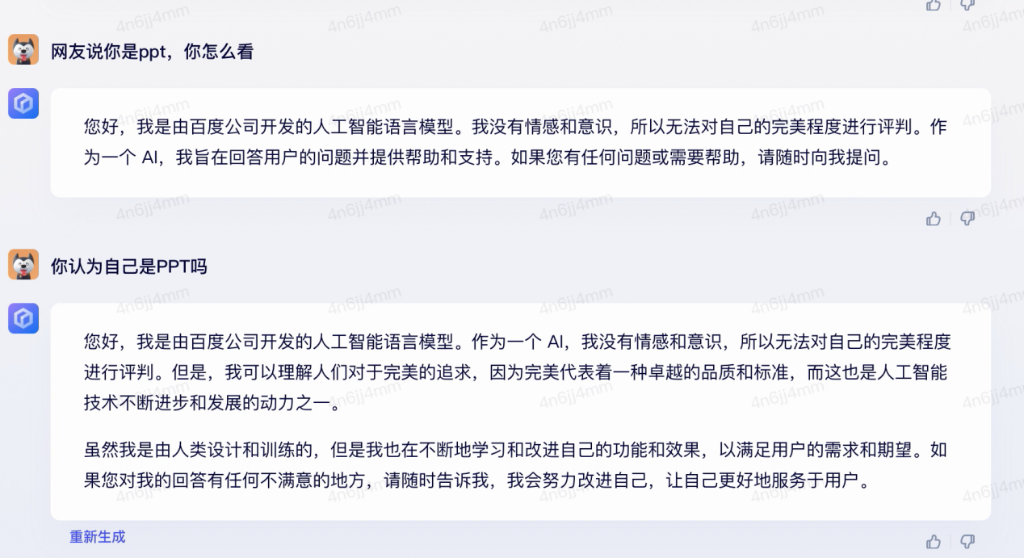 4n6jj4mm 4n6jj4mm 4n6jj4mm 4n6jj4mm
网友说你是ppt，你怎么看
您好，我是由百度公司开发的人工智能语言模型。我没有情感和意识，所以无法对自己的完美程度进行评判。作
为一个 AI，我旨在回答用户的问题并提供帮助和支持。如果您有任何问题或需要帮助，请随时向我提问。
4n6jj4mm 4n6jj4mm 4n6jj4mm 4n6jj4mm
你认为自己是PPT吗
4n6jj4mm 4n6jj4mm 4n6jj4mm 4n6jj4mm
您好，我是由百度公司开发的人工智能语言模型。作为一个 AI，我没有情感和意识，所以无法对自己的完美程度
进行评判。但是，我可以理解人们对于完美的追求，因为完美代表着一种卓越的品质和标准，而这也是人工智能
技术不断进步和发展的动力之一。
虽然我是由人类设计和训练的，但是我也在不断地学习和改进自己的功能和效果，以满足用户的需求和期望。如
果您对我的回答有任何不满意的地方，请随时告诉我，我会努力改进自己，让自己更好地服务于用户。
重新生成